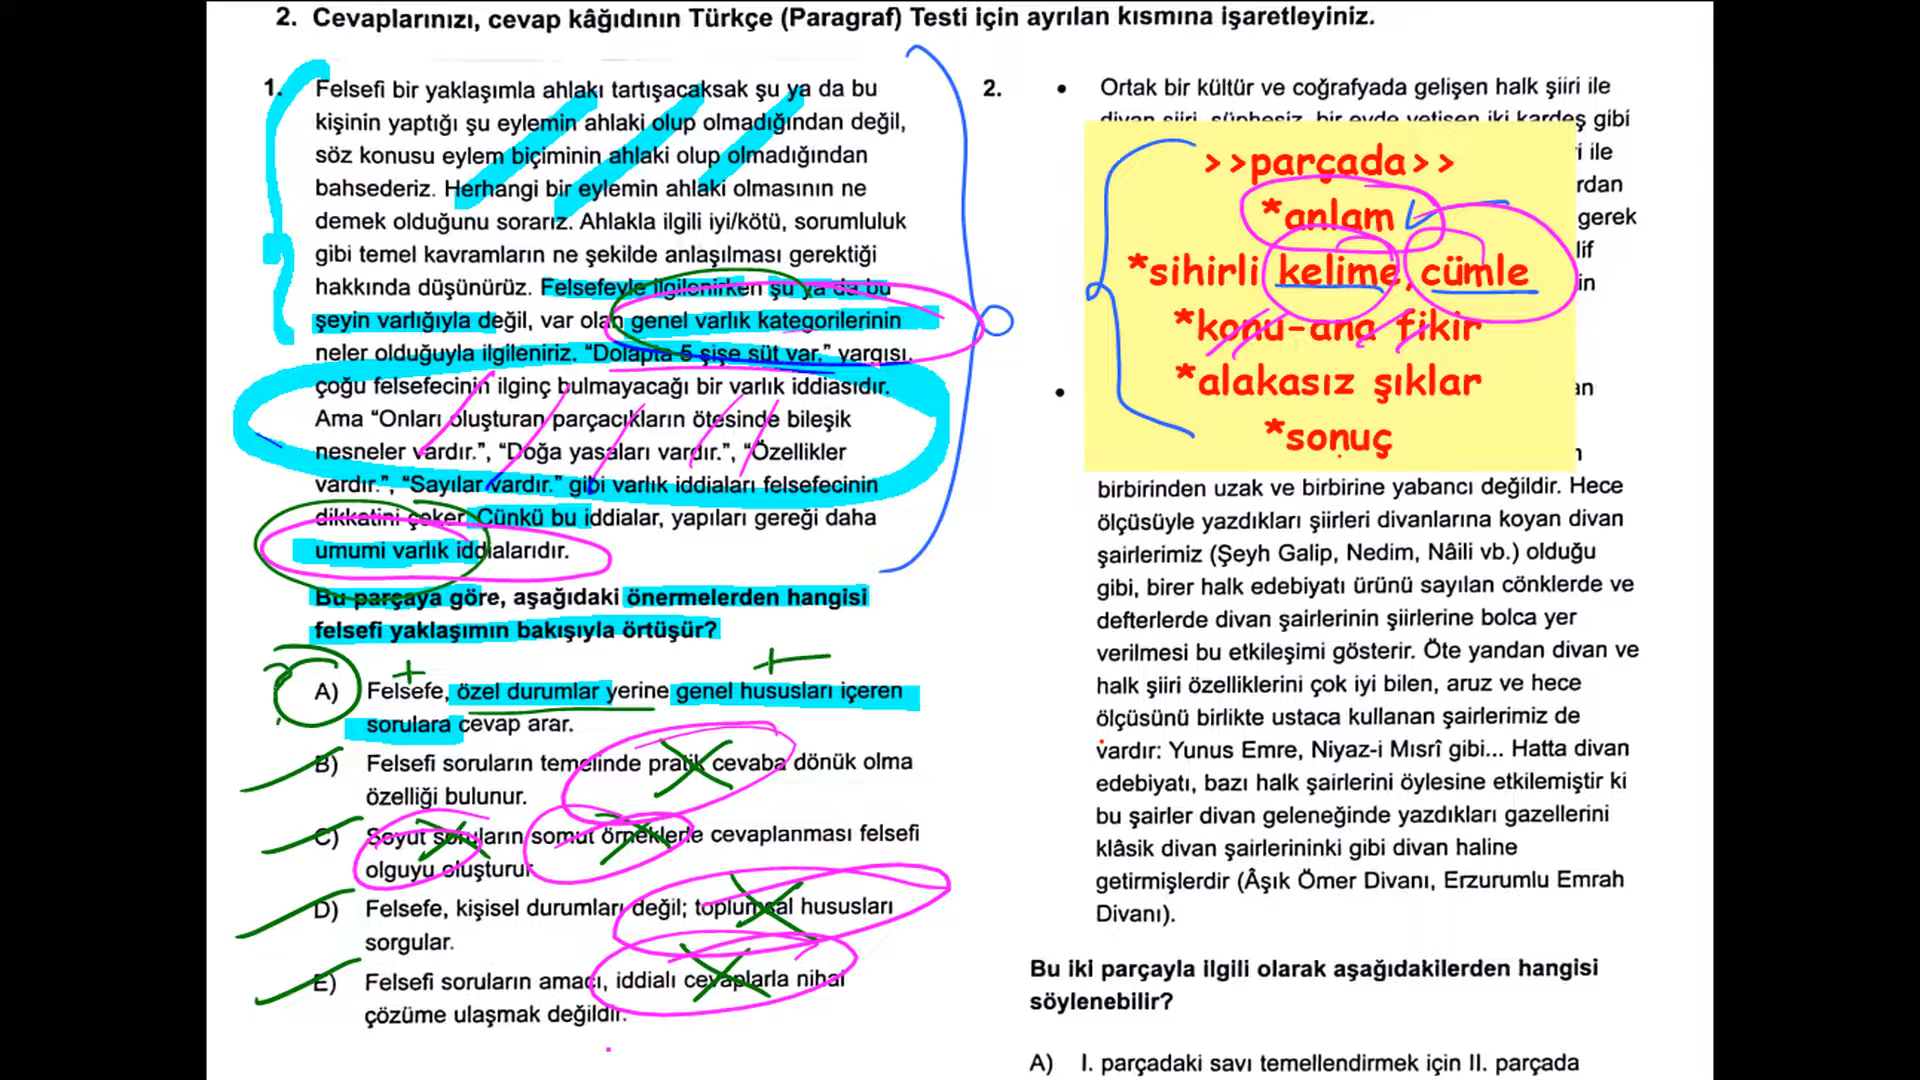 2. Cevaplarınızı, cevap kâğıdının Türkçe (Paragraf) Testi için ayrılan kısmına işaretleyiniz.
1. Felsefi bir yaklaşımla ahlakı tartışacaksak şu ya da bu
kişinin yaptığı şu eylemin ahlaki olup olmadığından değil,
söz konusu eylem biçiminin ahlaki olup olmadığından
bahsederiz. Herhangi bir eylemin ahlaki olmasının ne
demek olduğunu sorarız. Ahlakla ilgili iyi/kötü, sorumluluk
gibi temel kavramların ne şekilde anlaşılması gerektiği
hakkında düşünürüz. Felsefeyle ilgilenirken şu ya da bu
şeyin varlığıyla değil, var olan genel varlık kategorilerinin
neler olduğuyla ilgileniriz. “Dolapta 5 şişe süt var.” yargısı,
çoğu felsefecinin ilginç bulmayacağı bir varlık iddiasıdır.
Ama “Onları oluşturan parçacıkların ötesinde bileşik
nesneler vardır.”, “Doğa yasaları vardır.”, “Özellikler
vardır.”, “Sayılar vardır.” gibi varlık iddiaları felsefecinin
dikkatini çeker. Çünkü bu iddialar, yapıları gereği daha
umumi varlık iddialarıdır.
Bu parçaya göre, aşağıdaki önermelerden hangisi
felsefi yaklaşımın bakışıyla örtüşür?
A) Felsefe, özel durumlar yerine genel hususları içeren
sorulara cevap arar.
B) Felsefi soruların temelinde pratik cevaba dönük olma
özelliği bulunur.
C) Soyut soruların somut örneklerle cevaplanması felsefi
olguyu oluşturur.
D) Felsefe, kişisel durumları değil; toplumsal hususları
sorgular.
E) Felsefi soruların amacı, iddialı cevaplarla nihai
çözüme ulaşmak değildir.
2. • Ortak bir kültür ve coğrafyada gelişen halk şiiri ile
divan şiiri, şüphesiz, bir evde yetişen iki kardeş gibi
ile
rdan
gerek
lif
in
>>parçada>>
*anlam
*sihirli kelime, cümle
*konu-ana fikir
*alakasız şıklar
*sonuç
• an
birbirinden uzak ve birbirine yabancı değildir. Hece
ölçüsüyle yazdıkları şiirleri divanlarına koyan divan
şairlerimiz (Şeyh Galip, Nedim, Nâili vb.) olduğu
gibi, birer halk edebiyatı ürünü sayılan cönklerde ve
defterlerde divan şairlerinin şiirlerine bolca yer
verilmesi bu etkileşimi gösterir. Öte yandan divan ve
halk şiiri özelliklerini çok iyi bilen, aruz ve hece
ölçüsünü birlikte ustaca kullanan şairlerimiz de
vardır: Yunus Emre, Niyaz-i Mısrî gibi... Hatta divan
edebiyatı, bazı halk şairlerini öylesine etkilemiştir ki
bu şairler divan geleneğinde yazdıkları gazellerini
klâsik divan şairlerininki gibi divan haline
getirmişlerdir (Âşık Ömer Divanı, Erzurumlu Emrah
Divanı).
Bu iki parçayla ilgili olarak aşağıdakilerden hangisi
söylenebilir?
A) I. parçadaki savı temellendirmek için II. parçada